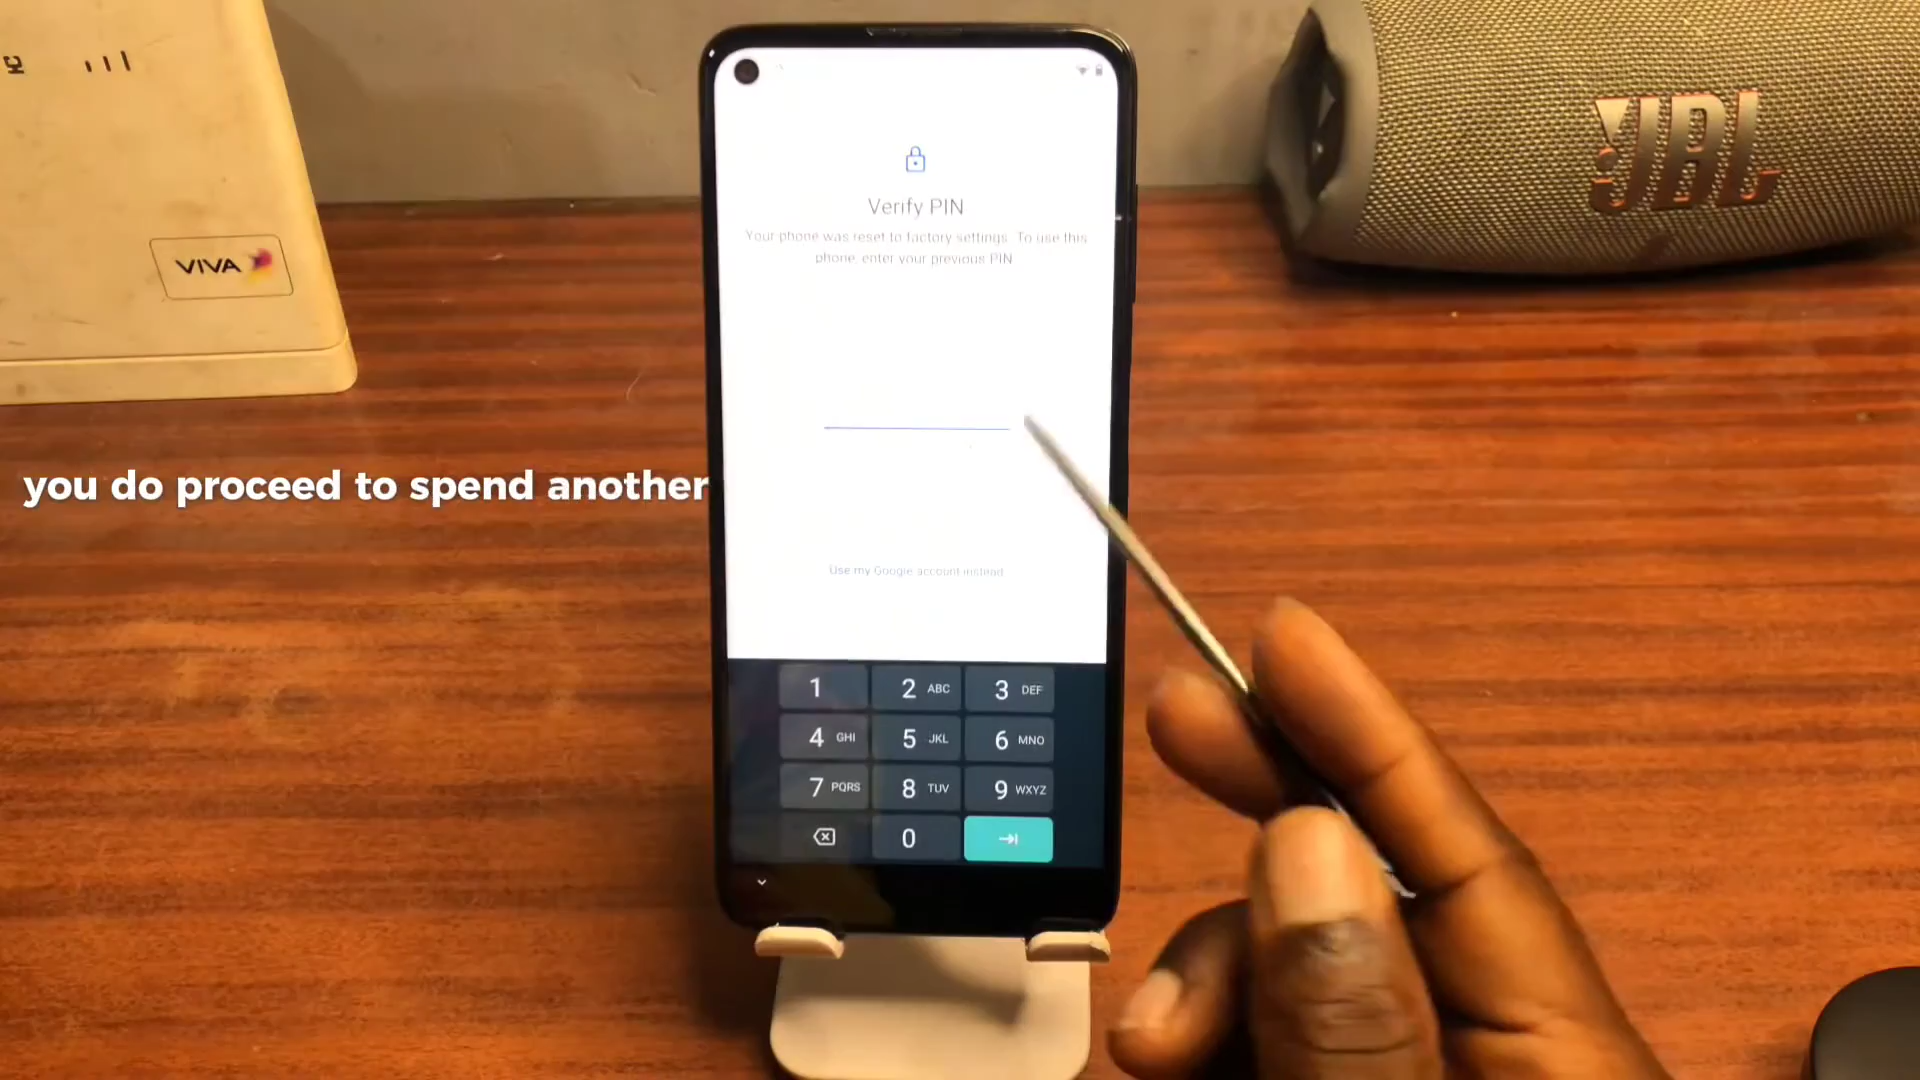 VIVA
JBL
Verify PIN
Your phone was reset to factory settings. To use this
phone, enter your previous PIN
you do proceed to spend another
Use my Google account instead
1
2 ABC
3 DEF
4 GHI
5 JKL
6 MNO
7 PQRS
8 TUV
9 WXYZ
0